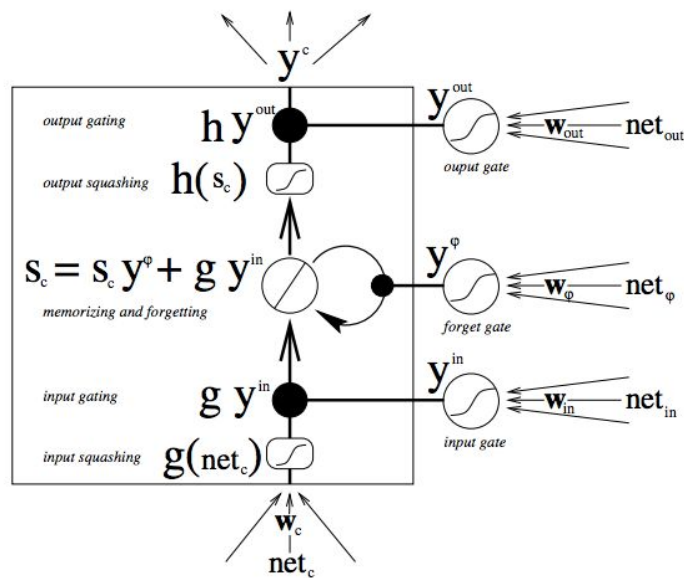 y^c
y^out
output gating
h y^out
w_out
net_out
ouput gate
output squashing
h(s_c)
y^φ
s_c = s_c y^φ + g y^in
w_φ
net_φ
memorizing and forgetting
forget gate
y^in
input gating
g y^in
w_in
net_in
input gate
input squashing
g(net_c)
w_c
net_c